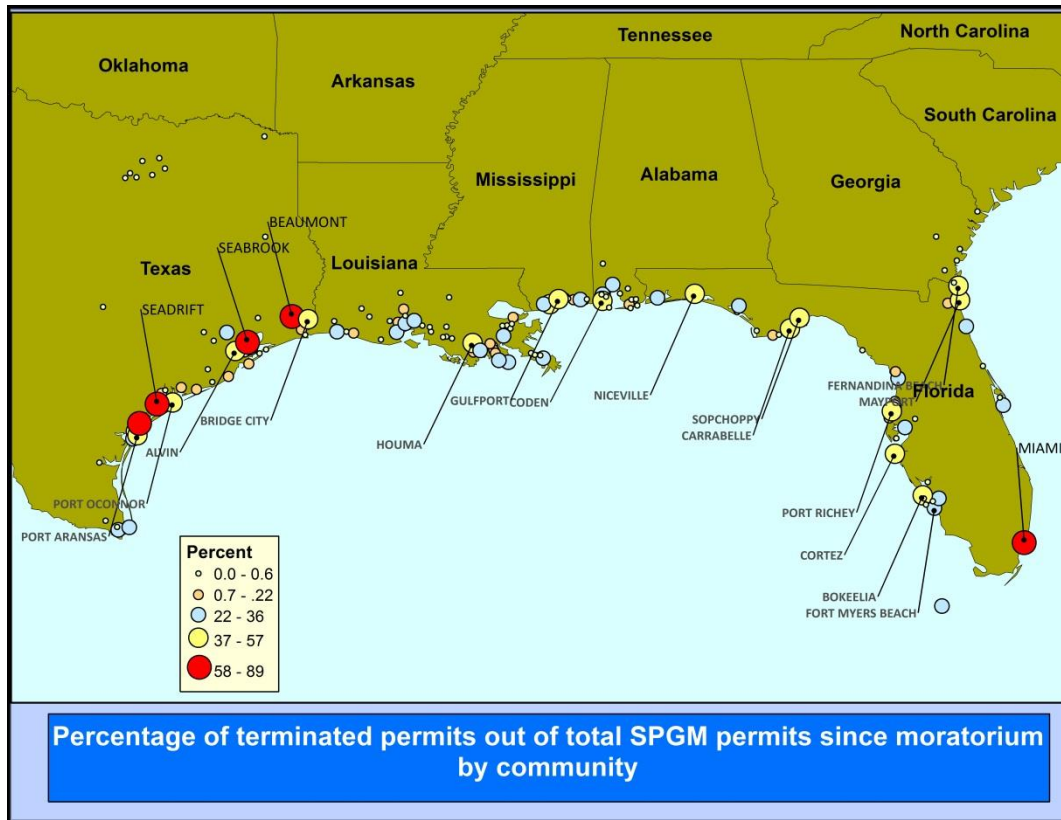 Tennessee
North Carolina
Oklahoma
Arkansas
South Carolina
Mississippi
Alabama
Georgia
BEAUMONT
SEABROOK
Texas
Louisiana
SEADRIFT
FERNANDINA BEACH
MAYPORT
Florida
NICEVILLE
GULFPORT
CODEN
BRIDGE CITY
HOUMA
SOPCHOPPY
CARRABELLE
ALVIN
MIAMI
PORT OCONNOR
PORT ARANSAS
PORT RICHEY
CORTEZ
BOKEELIA
FORT MYERS BEACH
Percent
0.0 - 0.6
0.7 - .22
22 - 36
37 - 57
58 - 89
Percentage of terminated permits out of total SPGM permits since moratorium
by community